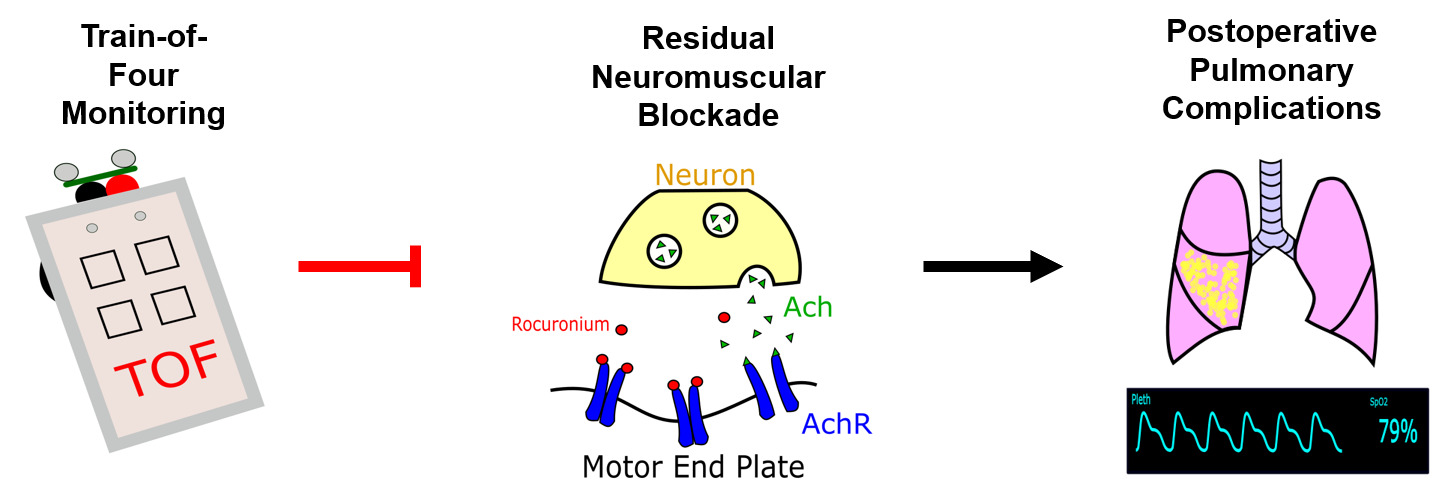 Train-of-
Four
Monitoring
TOF
Residual
Neuromuscular
Blockade
Neuron
Ach
Rocuronium
AchR
Motor End Plate
Postoperative
Pulmonary
Complications
Pleth
SpO2
79%